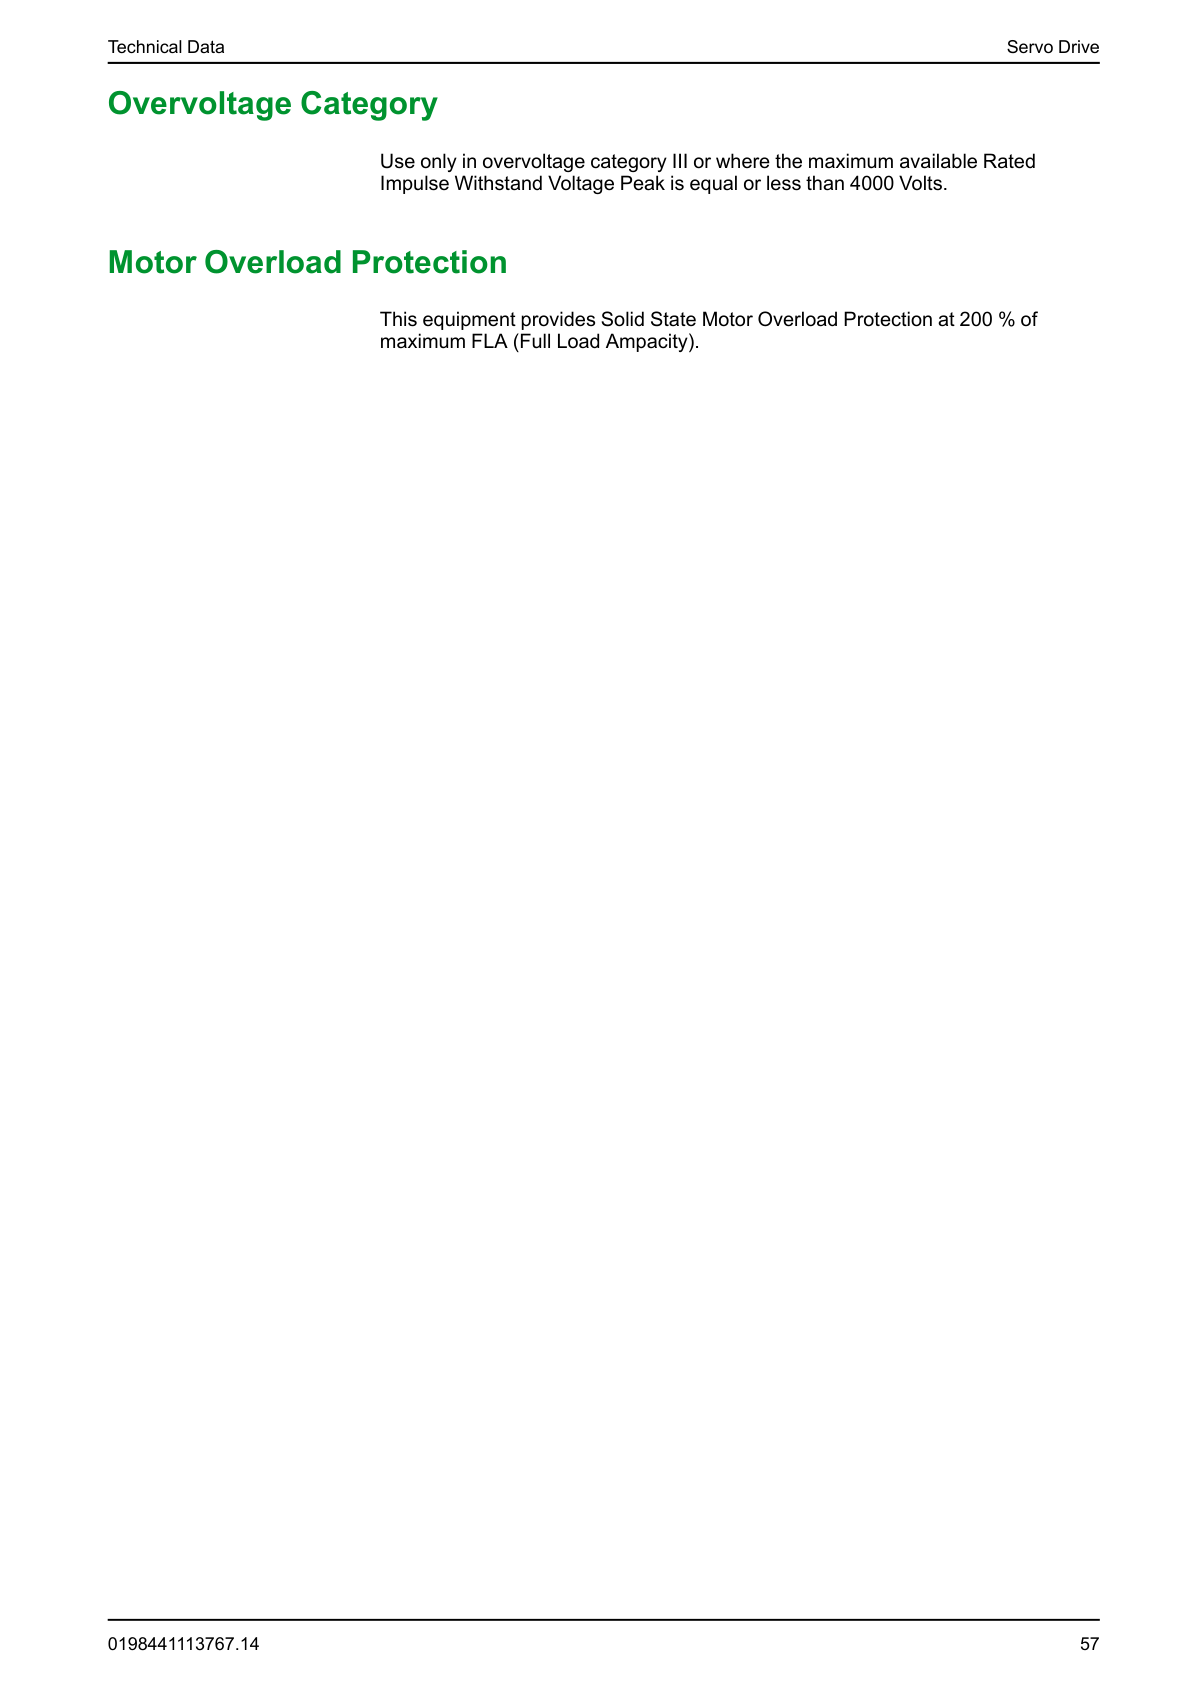 Technical Data
Servo Drive
Overvoltage Category
Use only in overvoltage category III or where the maximum available Rated
Impulse Withstand Voltage Peak is equal or less than 4000 Volts.
Motor Overload Protection
This equipment provides Solid State Motor Overload Protection at 200 % of
maximum FLA (Full Load Ampacity).
0198441113767.14
57